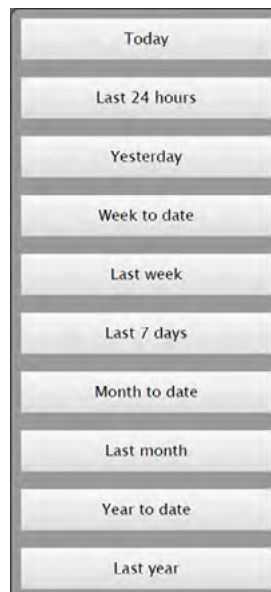 Today
Last 24 hours
Yesterday
Week to date
Last week
Last 7 days
Month to date
Last month
Year to date
Last year